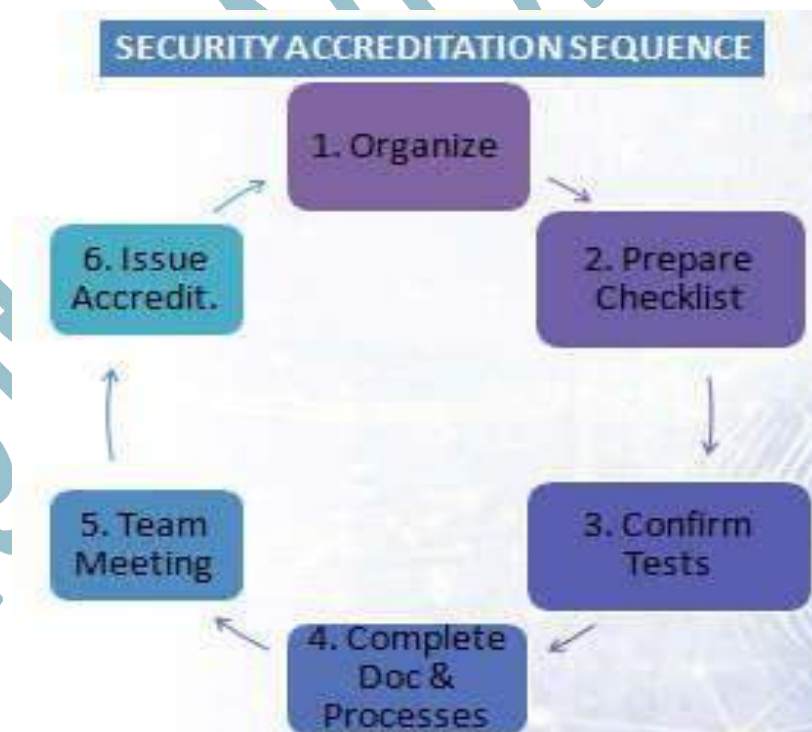 SECURITY ACCREDITATION SEQUENCE
1. Organize
2. Prepare
Checklist
3. Confirm
Tests
4. Complete
Doc &
Processes
5. Team
Meeting
6. Issue
Accredit.